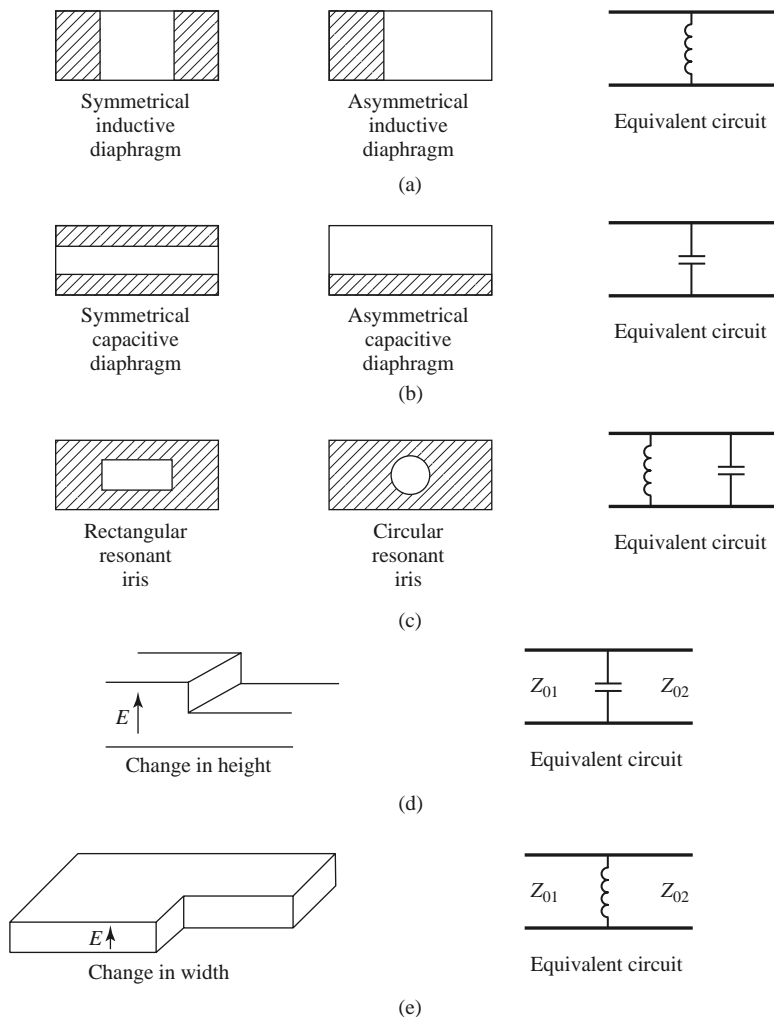 Symmetrical
inductive
diaphragm
Asymmetrical
inductive
diaphragm
Equivalent circuit
(a)
Symmetrical
capacitive
diaphragm
Asymmetrical
capacitive
diaphragm
Equivalent circuit
(b)
Rectangular
resonant
iris
Circular
resonant
iris
Equivalent circuit
(c)
E
Change in height
Z01
Z02
Equivalent circuit
(d)
E
Change in width
Z01
Z02
Equivalent circuit
(e)